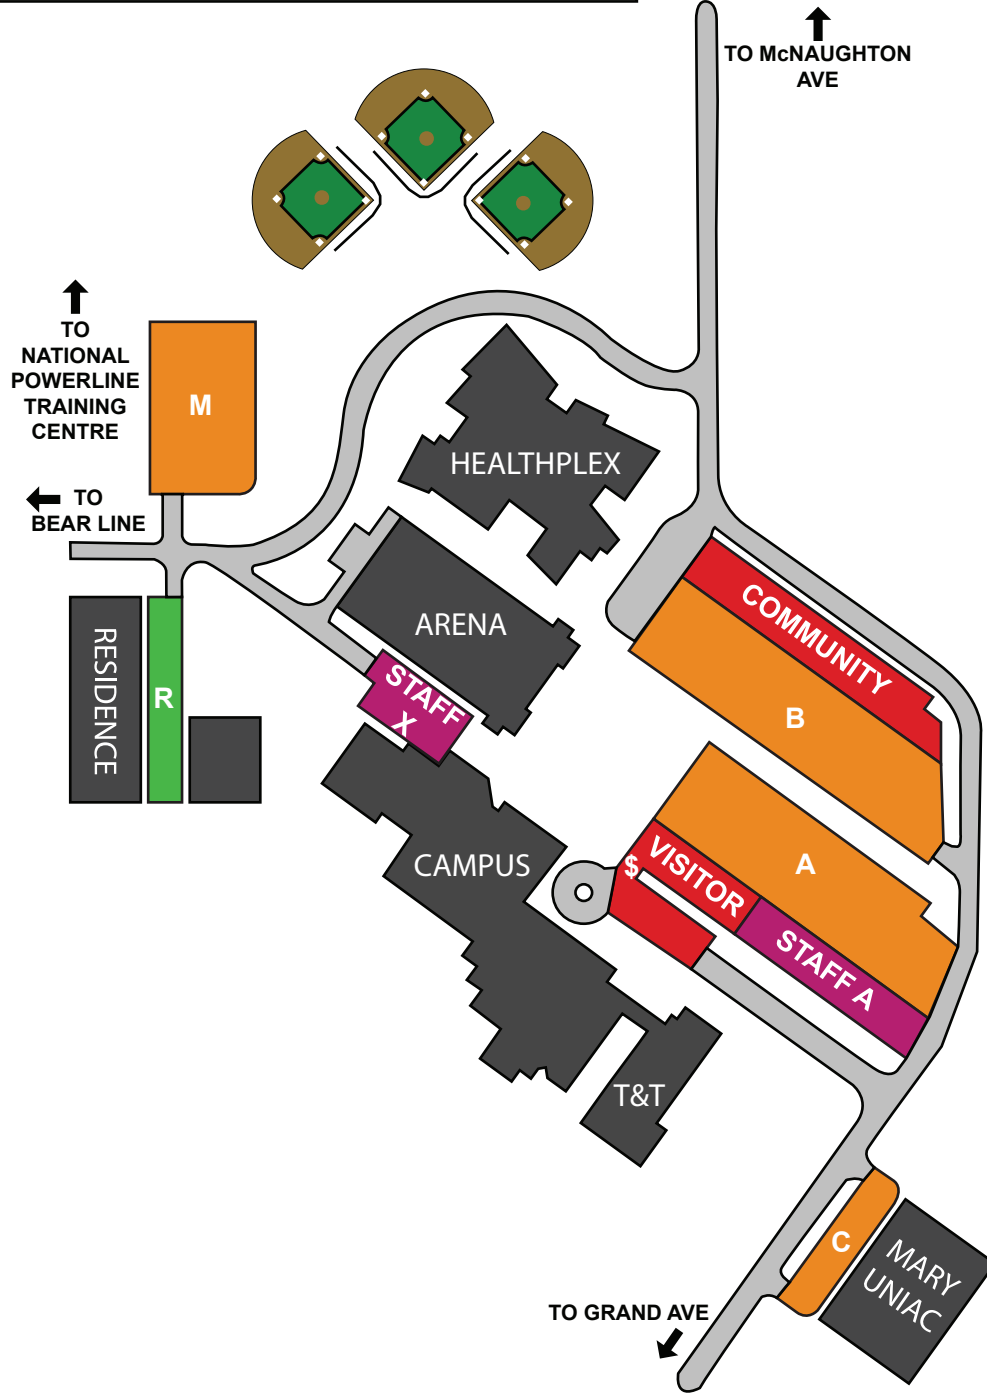 TO McNAUGHTON
AVE
TO
NATIONAL
POWERLINE
TRAINING
CENTRE
M
HEALTHPLEX
TO
BEAR LINE
COMMUNITY
ARENA
RESIDENCE
R
STAFF
X
B
CAMPUS
$
VISITOR
A
STAFF A
T&T
C
MARY
UNIAC
TO GRAND AVE